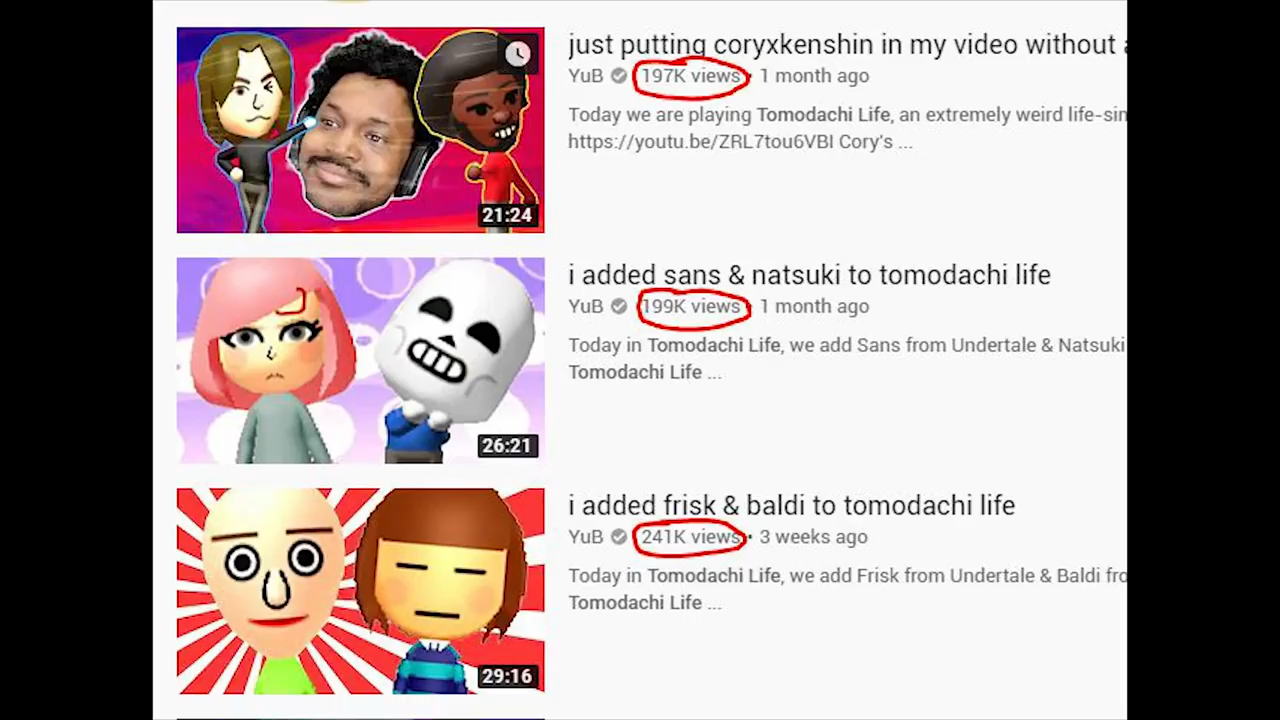 just putting coryxkenshin in my video without
YuB 197K views • 1 month ago
Today we are playing Tomodachi Life, an extremely weird life-sin
https://youtu.be/ZRL7tou6VBI Cory's ...
21:24
i added sans & natsuki to tomodachi life
YuB 199K views • 1 month ago
Today in Tomodachi Life, we add Sans from Undertale & Natsuki
Tomodachi Life ...
26:21
i added frisk & baldi to tomodachi life
YuB 241K views • 3 weeks ago
Today in Tomodachi Life, we add Frisk from Undertale & Baldi fro
Tomodachi Life ...
29:16